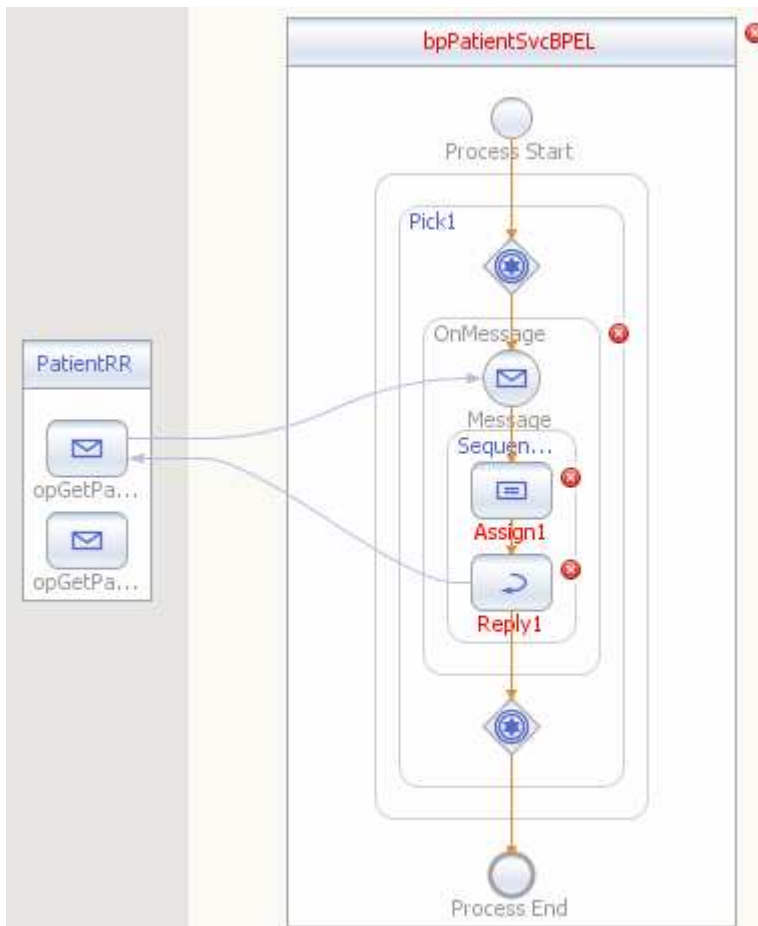 bpPatientSvcBPEL
Process Start
Pick1
OnMessage
PatientRR
Message
Sequen...
opGetPa...
Assign1
opGetPa...
Reply1
Process End